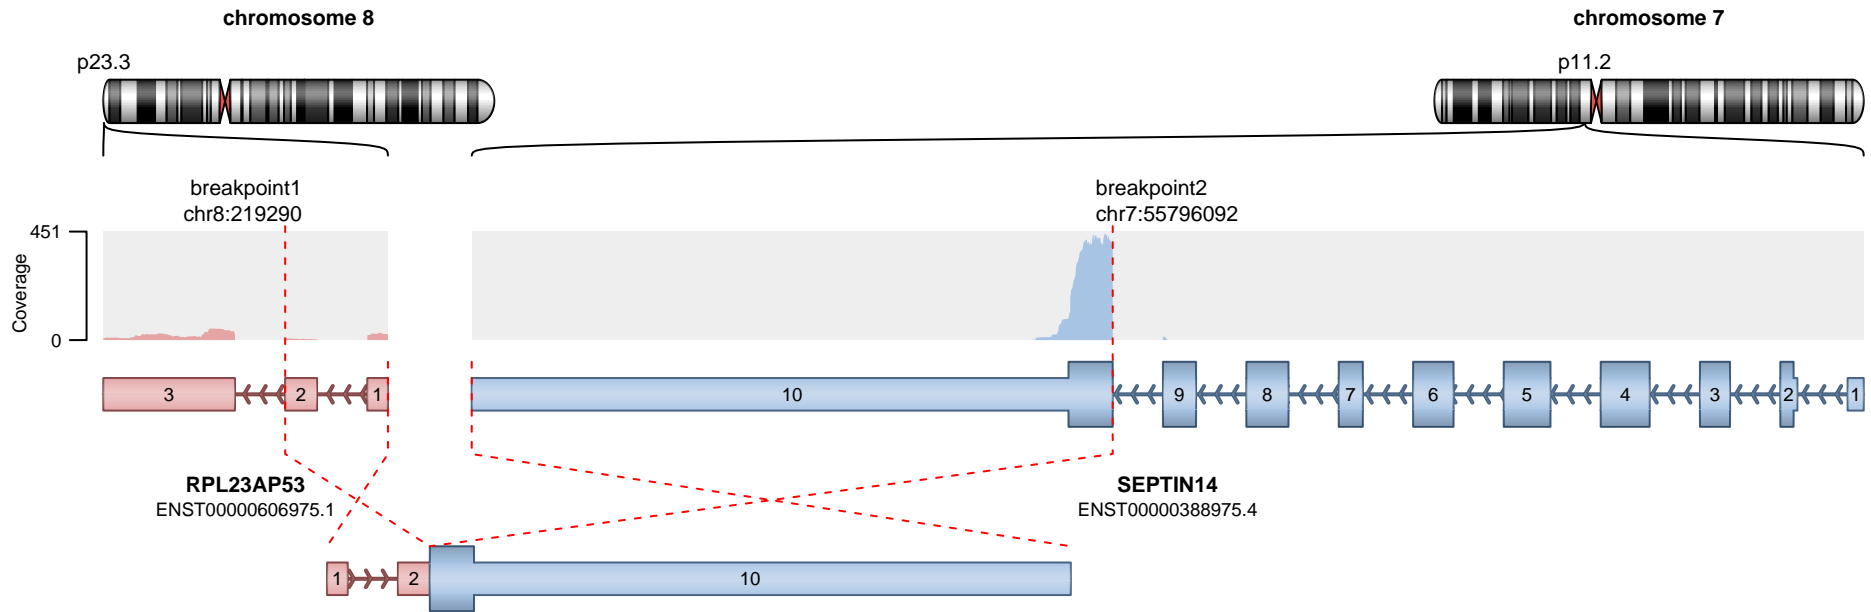 chromosome 8
chromosome 7
p23.3
p11.2
breakpoint1
chr8:219290
breakpoint2
chr7:55796092
451
Coverage
0
3 2 1 10 9 8 7 6 5 4 3 2 1
RPL23AP53
ENST00000606975.1
SEPTIN14
ENST00000388975.4
1 2 10